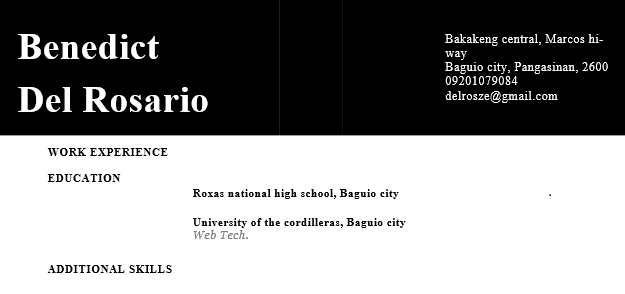 Benedict
Del Rosario
Bakakeng central, Marcos hi-
way
Baguio city, Pangasinan, 2600
09201079084
delrosze@gmail.com
WORK EXPERIENCE
EDUCATION
Roxas national high school, Baguio city .
University of the cordilleras, Baguio city
Web Tech.
ADDITIONAL SKILLS